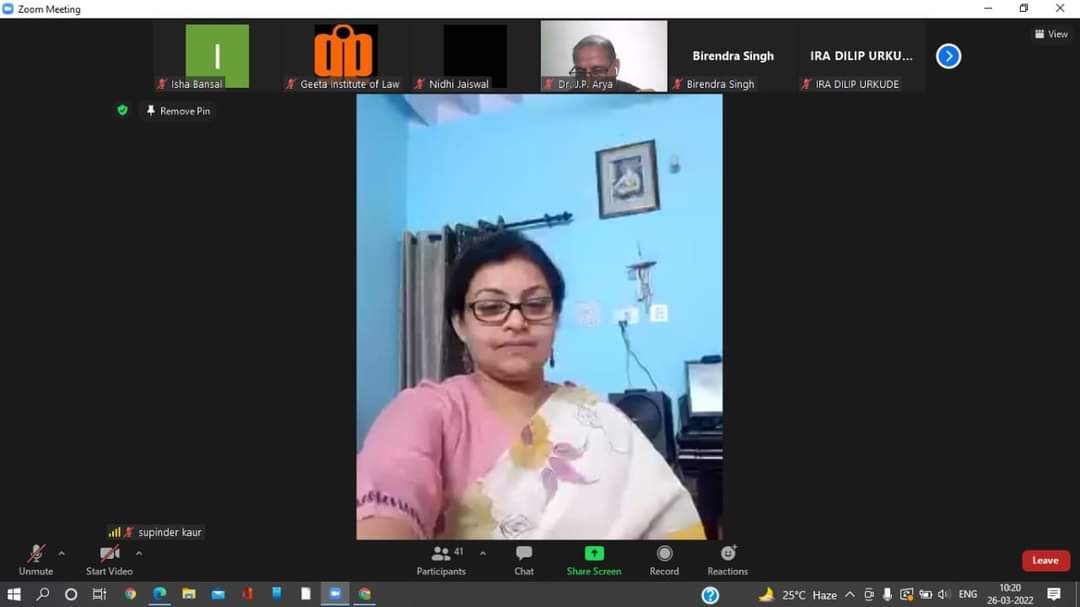 Zoom Meeting
View
I
Birendra Singh
IRA DILIP URKU...
Isha Bansal
Geeta Institute of Law
Nidhi Jaiswal
Dr. J.P. Arya
Birendra Singh
IRA DILIP URKUDE
Remove Pin
supinder kaur
41
Unmute
Start Video
Participants
Chat
Share Screen
Record
Reactions
Leave
25°C Haze
ENG
10:20
26-03-2022